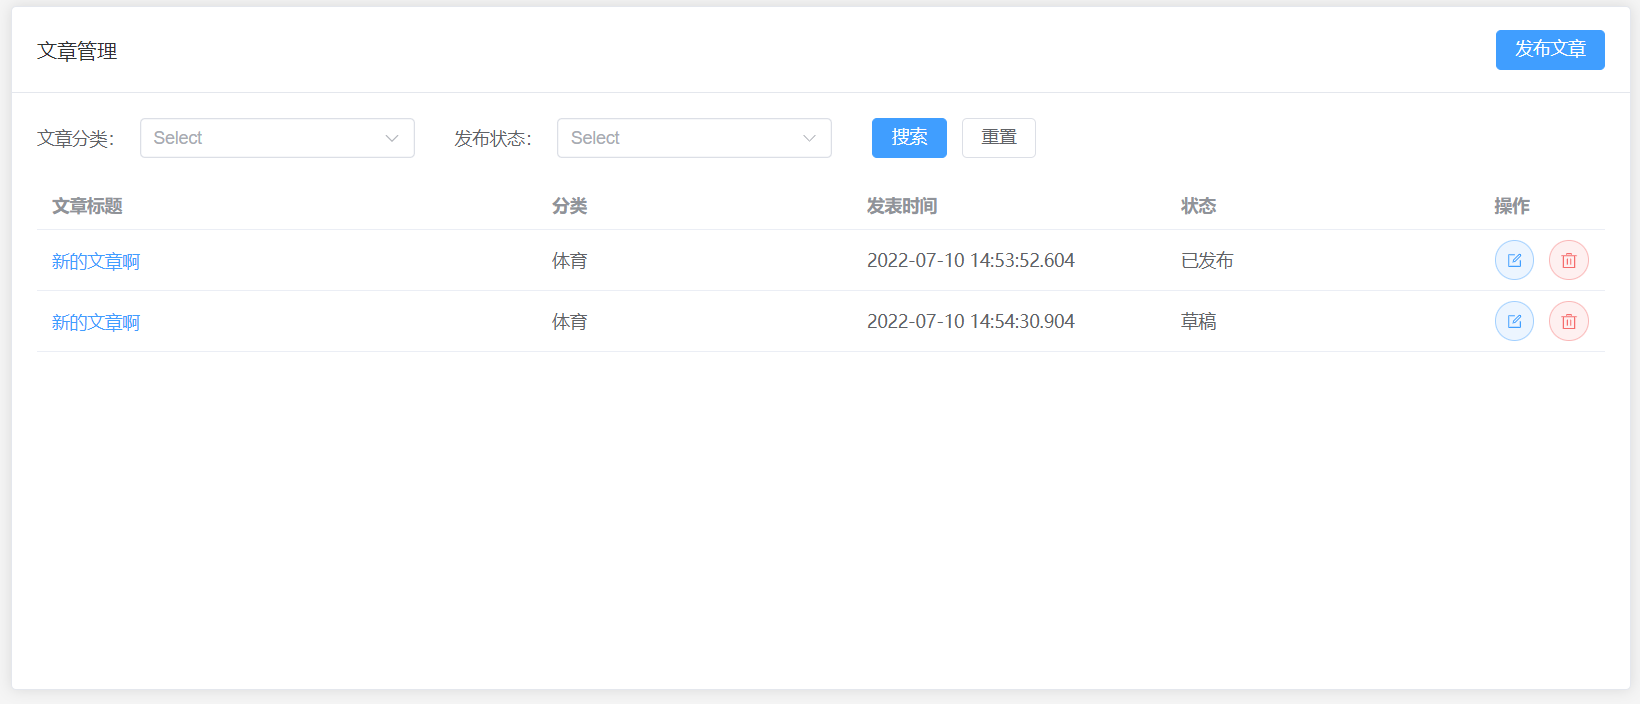 文章管理 发布文章
文章分类： Select 发布状态： Select 搜索 重置
文章标题 分类 发表时间 状态 操作
新的文章啊 体育 2022-07-10 14:53:52.604 已发布
新的文章啊 体育 2022-07-10 14:54:30.904 草稿